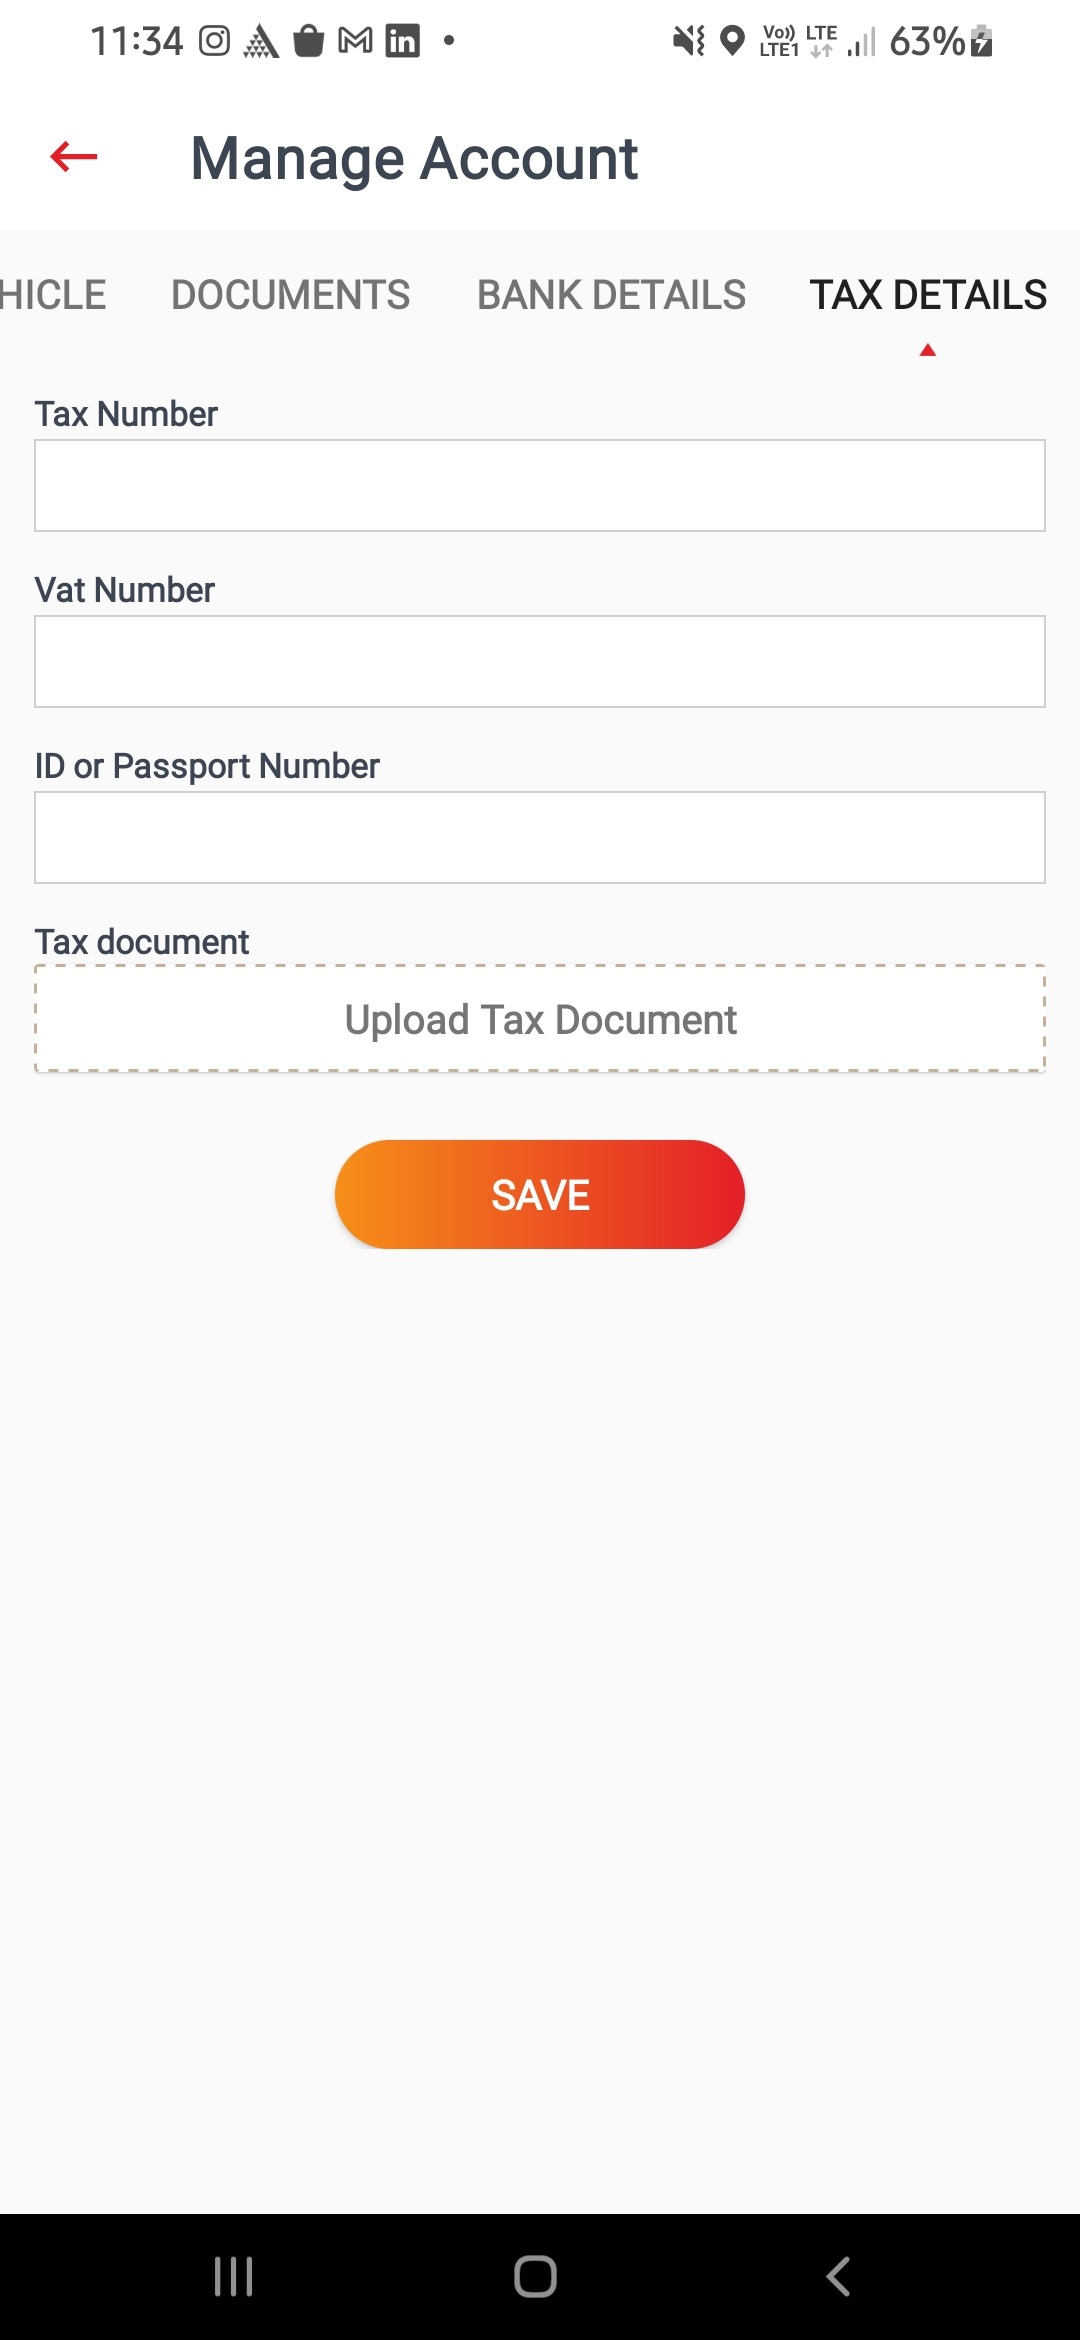 11:34 in Vo)) LTE LTE1 63%
Manage Account
HICLE DOCUMENTS BANK DETAILS TAX DETAILS
Tax Number
Vat Number
ID or Passport Number
Tax document
Upload Tax Document
SAVE